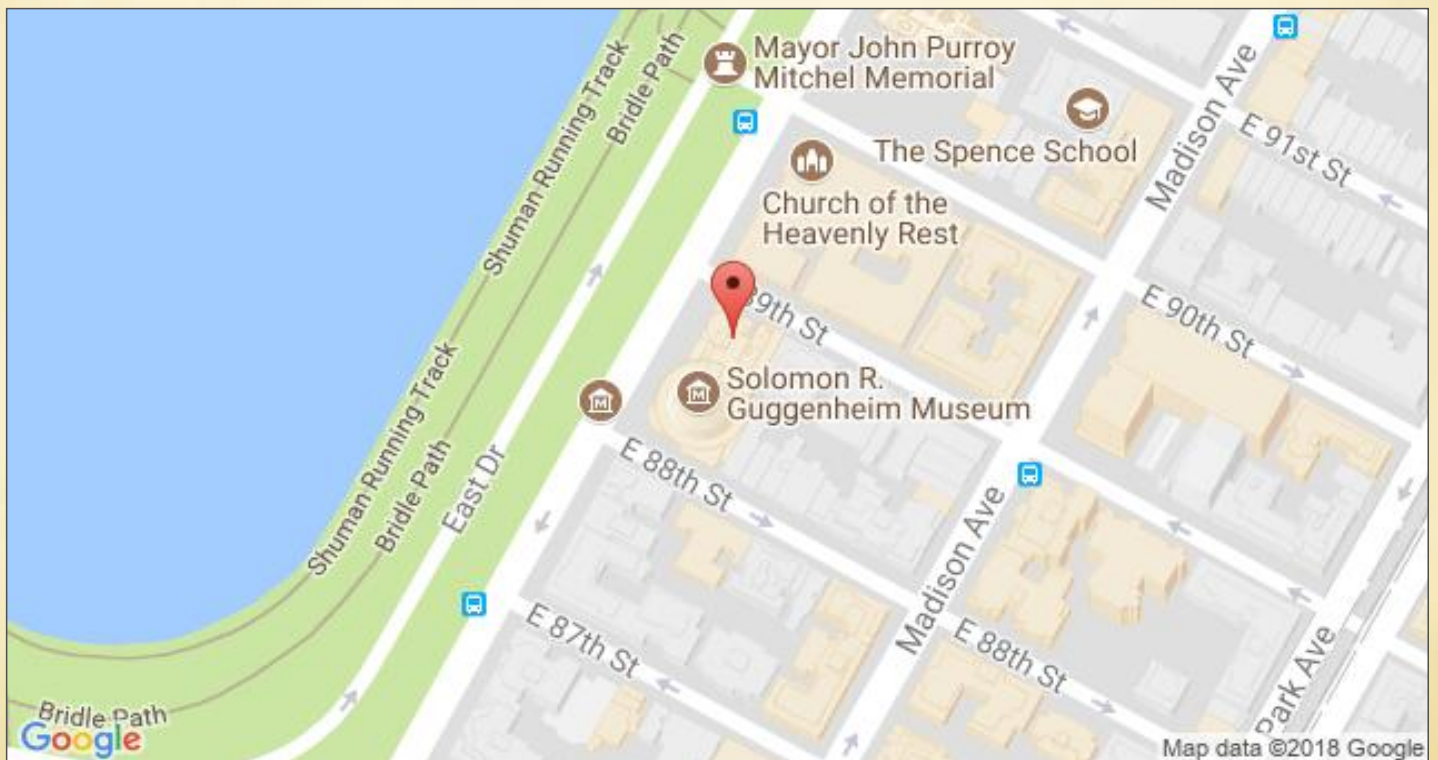 Mayor John Purroy
Mitchel Memorial
Shuman Running Track
Bridle Path
The Spence School
Madison Ave
E 91st St
Church of the
Heavenly Rest
39th St
E 90th St
Solomon R.
Guggenheim Museum
Shuman Running Track
Bridle Path
East Dr
E 88th St
Madison Ave
E 87th St
E 88th St
Park Ave
Bridle Path
Google
Map data ©2018 Google